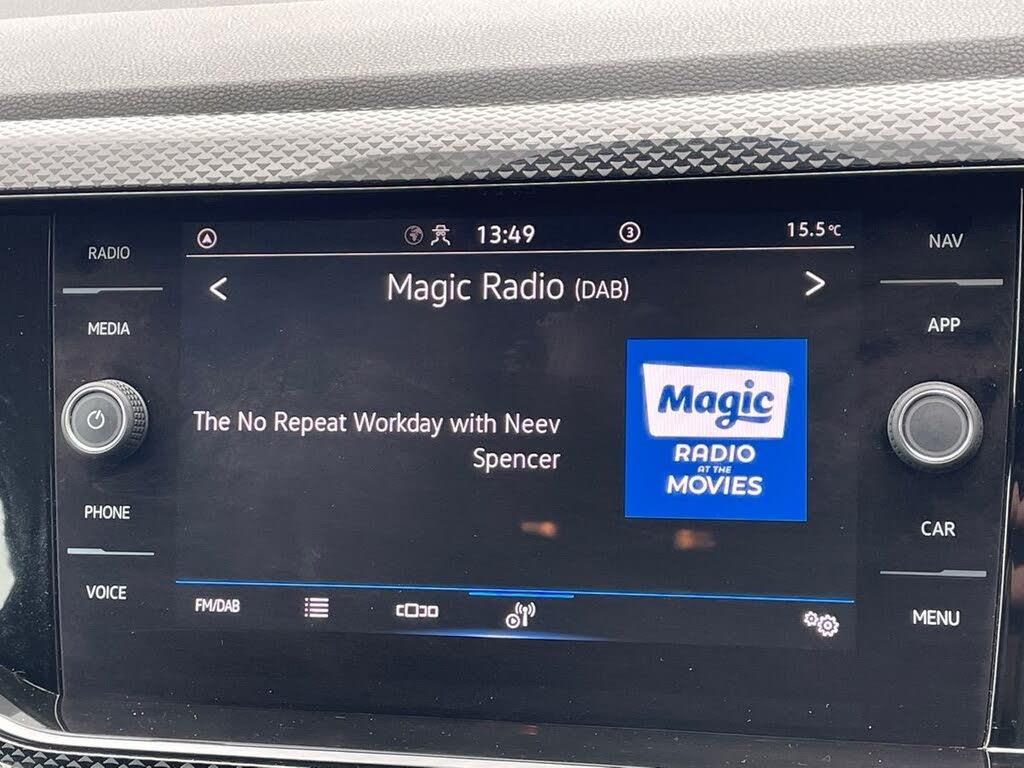 RADIO
MEDIA
PHONE
VOICE
13:49
3
15.5°C
Magic Radio (DAB)
The No Repeat Workday with Neev
Spencer
Magic
RADIO
AT THE
MOVIES
FM/DAB
NAV
APP
CAR
MENU